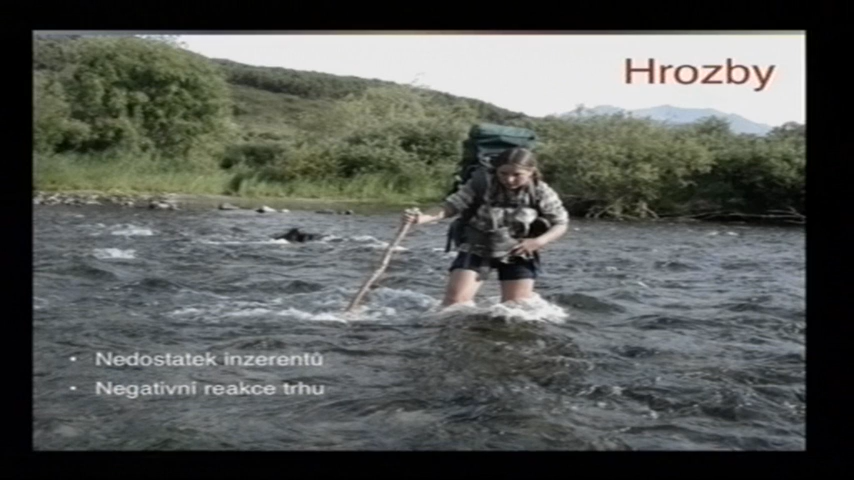 Hrozby
• Nedostatek inzerentů
• Negativní reakce trhu